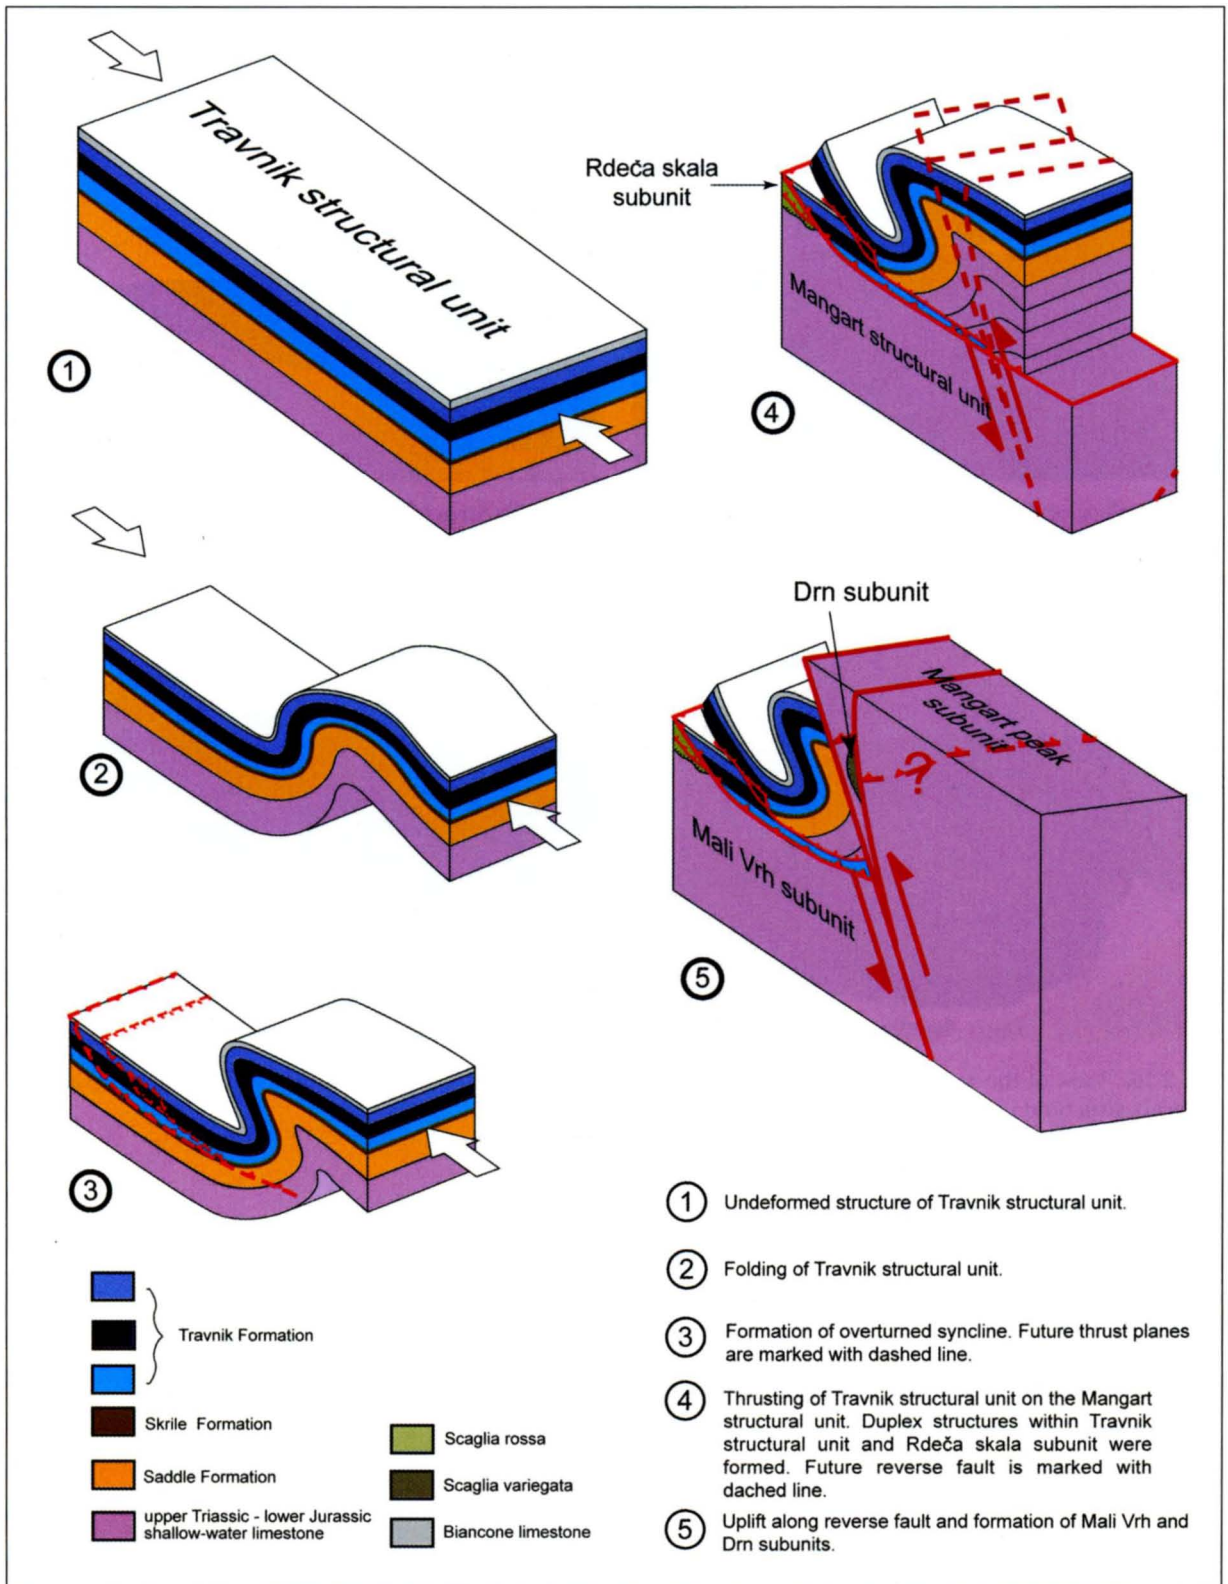 Travnik structural unit
1
Rdeča skala
subunit
Mangart structural unit
4
2
Drn subunit
Mangart peak
subunit
?
Mali Vrh subunit
5
3
Travnik Formation
Skrile Formation
Saddle Formation
upper Triassic - lower Jurassic
shallow-water limestone
Scaglia rossa
Scaglia variegata
Biancone limestone
1 Undeformed structure of Travnik structural unit.
2 Folding of Travnik structural unit.
3 Formation of overturned syncline. Future thrust planes
are marked with dashed line.
4 Thrusting of Travnik structural unit on the Mangart
structural unit. Duplex structures within Travnik
structural unit and Rdeča skala subunit were
formed. Future reverse fault is marked with
dached line.
5 Uplift along reverse fault and formation of Mali Vrh and
Drn subunits.